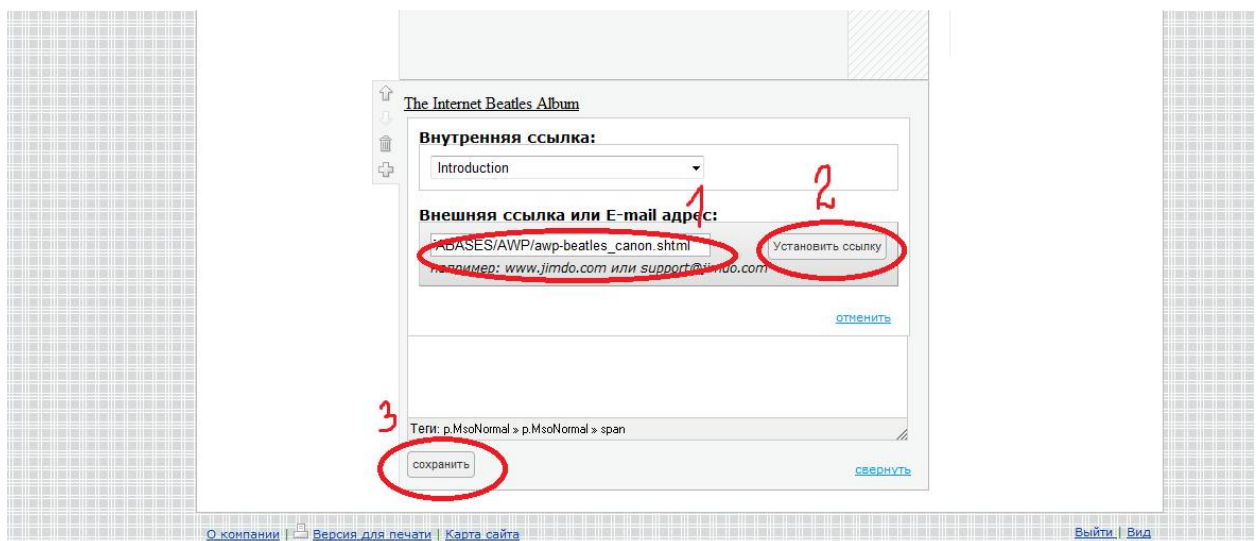 The Internet Beatles Album
Внутренняя ссылка:
Introduction
1
2
Внешняя ссылка или E-mail адрес:
ABASES/AWP/awp-beatles_canon.shtml
Установить ссылку
например: www.jimdo.com или support@jimdo.com
отменить
3
Теги: p.MsoNormal » p.MsoNormal » span
сохранить
свернуть
О компании | Версия для печати | Карта сайта
Выйти | Вид